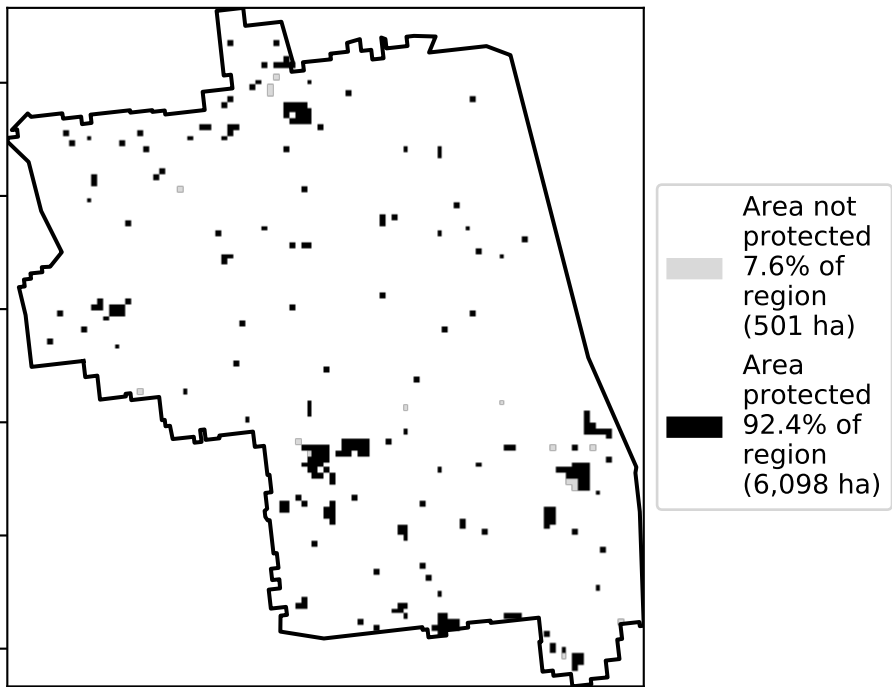 Area not
protected
7.6% of
region
(501 ha)
Area
protected
92.4% of
region
(6,098 ha)